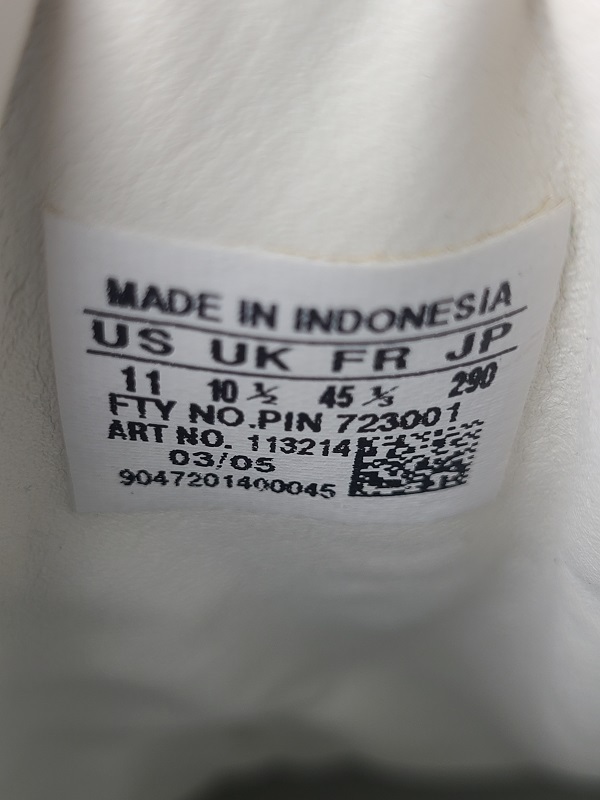 MADE IN INDONESIA
US UK FR JP
11 10 ½ 45 ⅓ 290
FTY NO.PIN 723001
ART NO. 113214
03/05
9047201400045